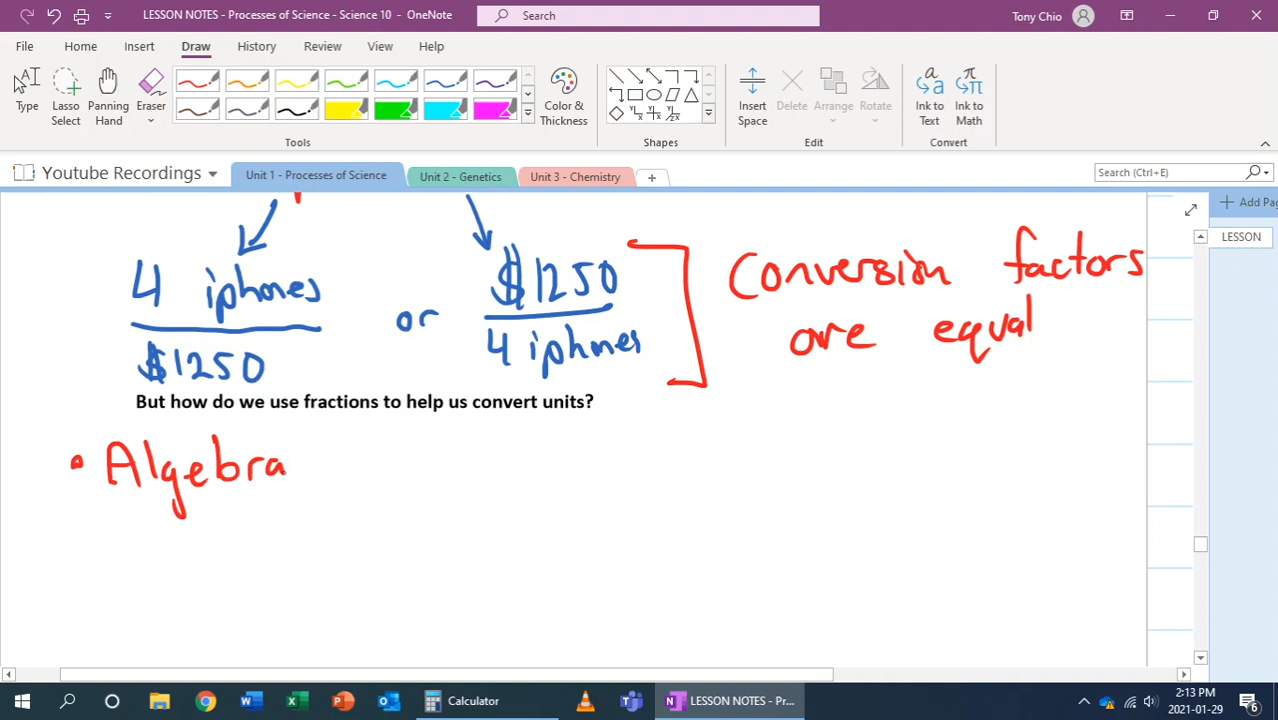 LESSON NOTES - Processes of Science - Science 10 - OneNote
Search
Tony Chio
File Home Insert Draw History Review View Help
Type Lasso Select Panning Hand Eraser Color & Thickness Insert Space Delete Arrange Rotate Ink to Text Ink to Math
Tools Shapes Edit Convert
Youtube Recordings Unit 1 - Processes of Science Unit 2 - Genetics Unit 3 - Chemistry Search (Ctrl+E)
Add Pag
LESSON
4 iphones or $1250 Conversion factors
$1250 4 iphones are equal
But how do we use fractions to help us convert units?
• Algebra
Calculator LESSON NOTES - Pr... 2:13 PM
2021-01-29 6